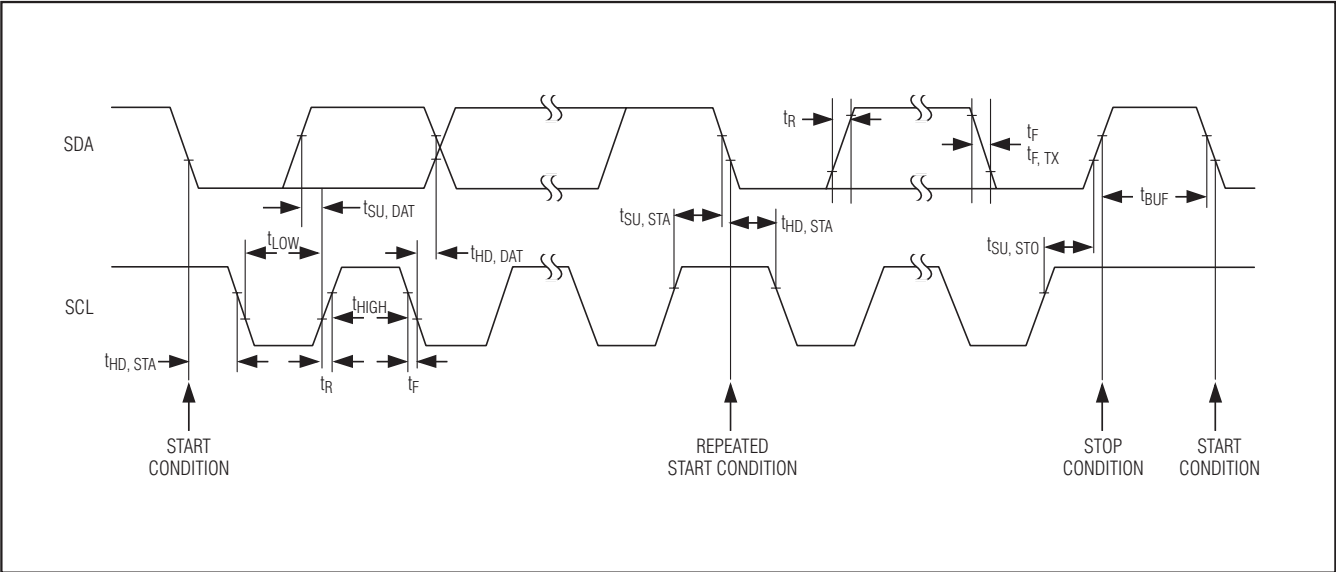 SDA
tR
tF
tF, TX
tSU, DAT
tSU, STA
tHD, STA
tBUF
tLOW
tHD, DAT
tSU, STO
SCL
tHIGH
tHD, STA
tR
tF
START
CONDITION
REPEATED
START CONDITION
STOP
CONDITION
START
CONDITION